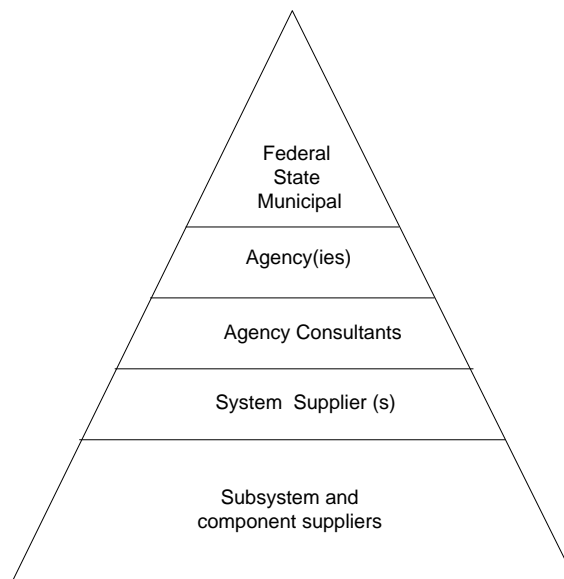 Federal
State
Municipal
Agency(ies)
Agency Consultants
System  Supplier (s)
Subsystem and
component suppliers